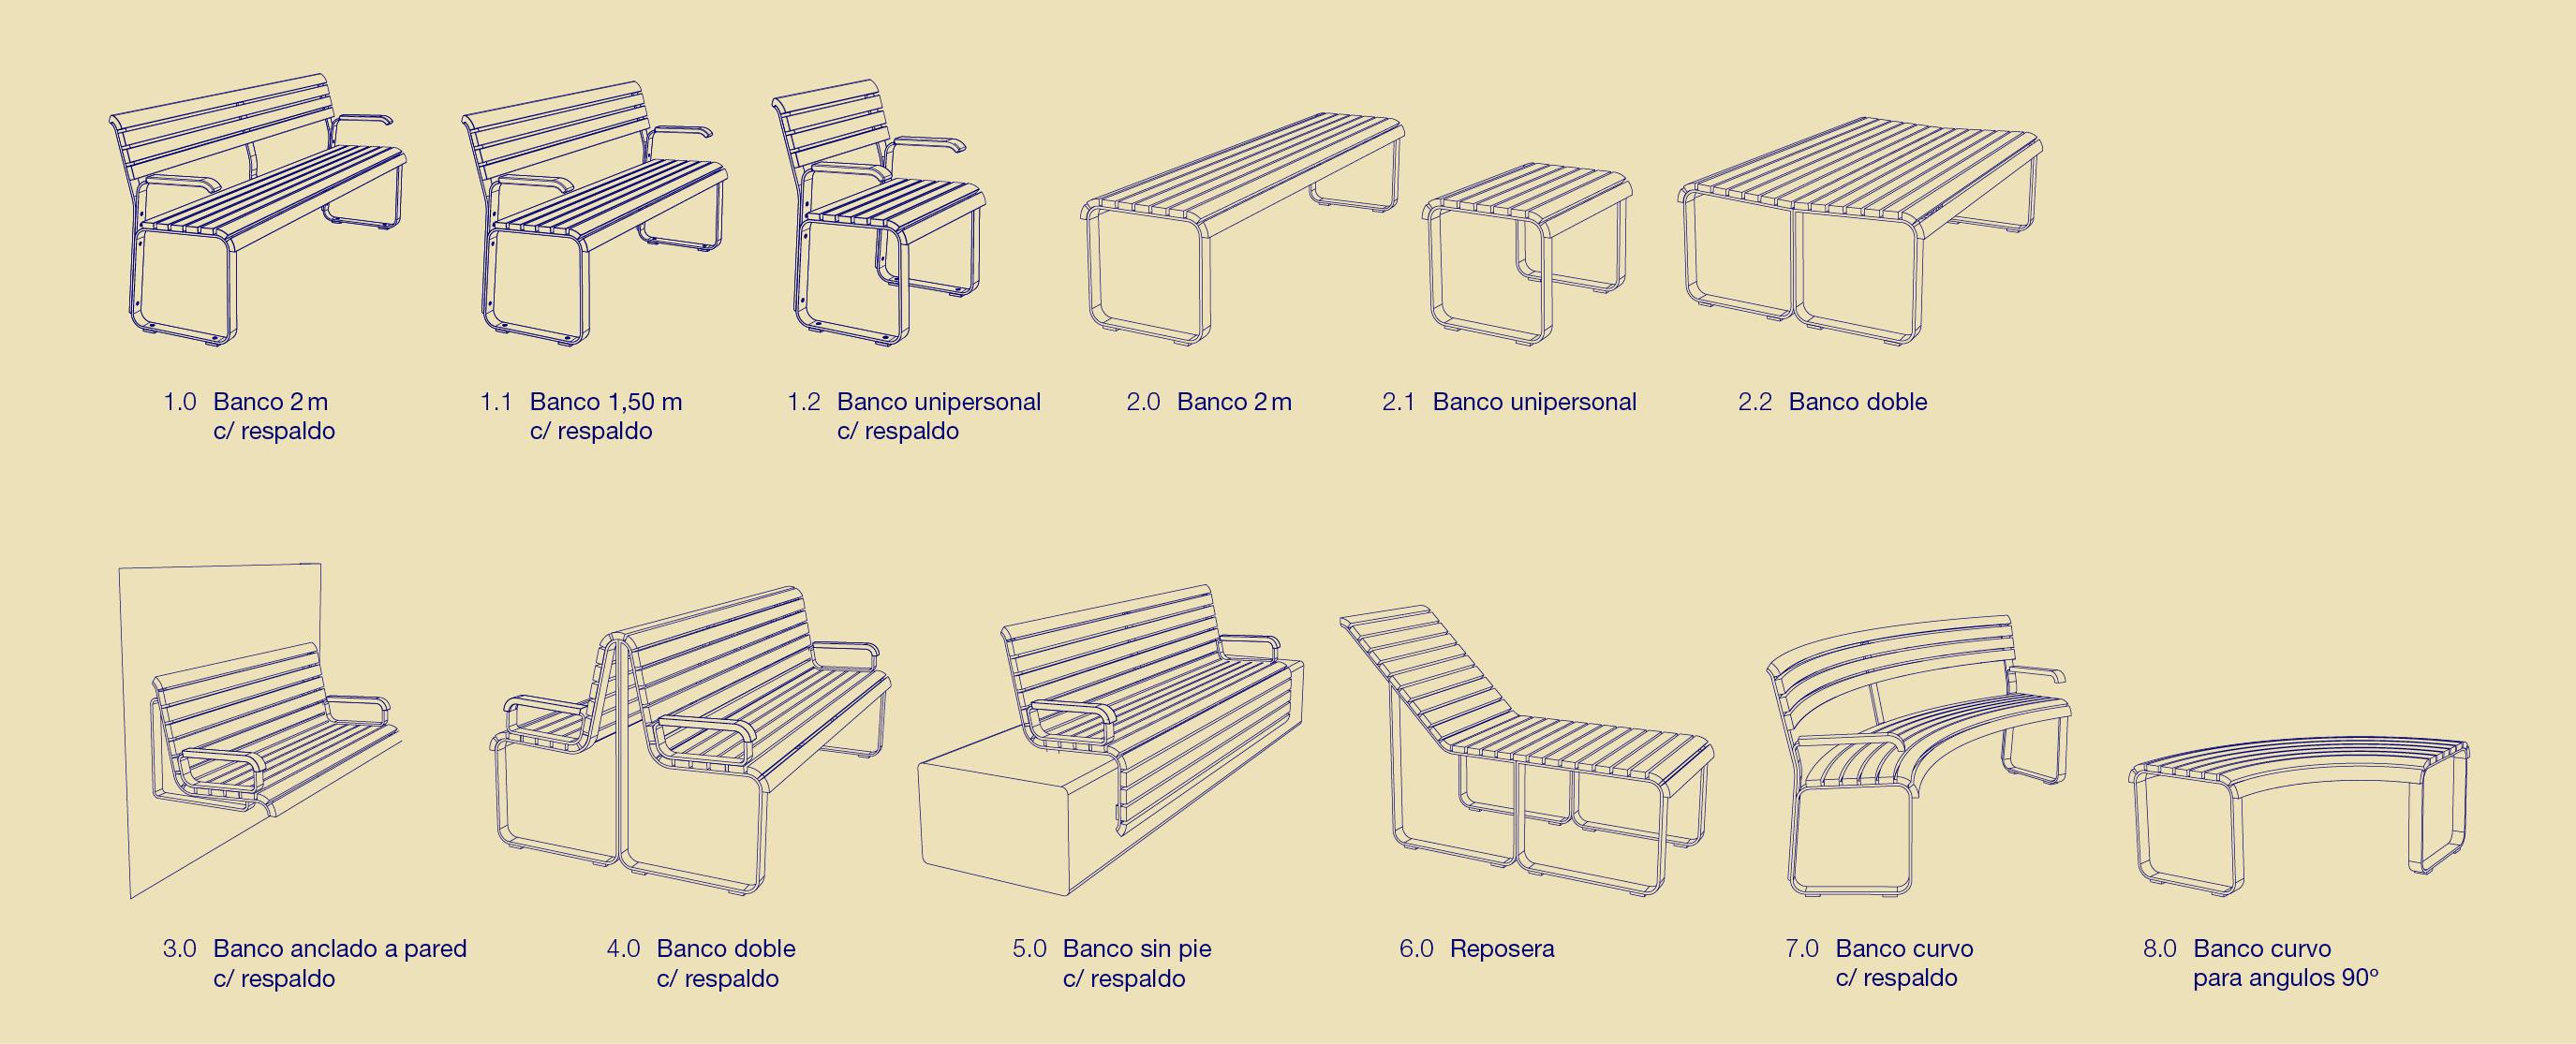 1.0 Banco 2 m
c/ respaldo
1.1 Banco 1,50 m
c/ respaldo
1.2 Banco unipersonal
c/ respaldo
2.0 Banco 2 m
2.1 Banco unipersonal
2.2 Banco doble
3.0 Banco anclado a pared
c/ respaldo
4.0 Banco doble
c/ respaldo
5.0 Banco sin pie
c/ respaldo
6.0 Reposera
7.0 Banco curvo
c/ respaldo
8.0 Banco curvo
para angulos 90º